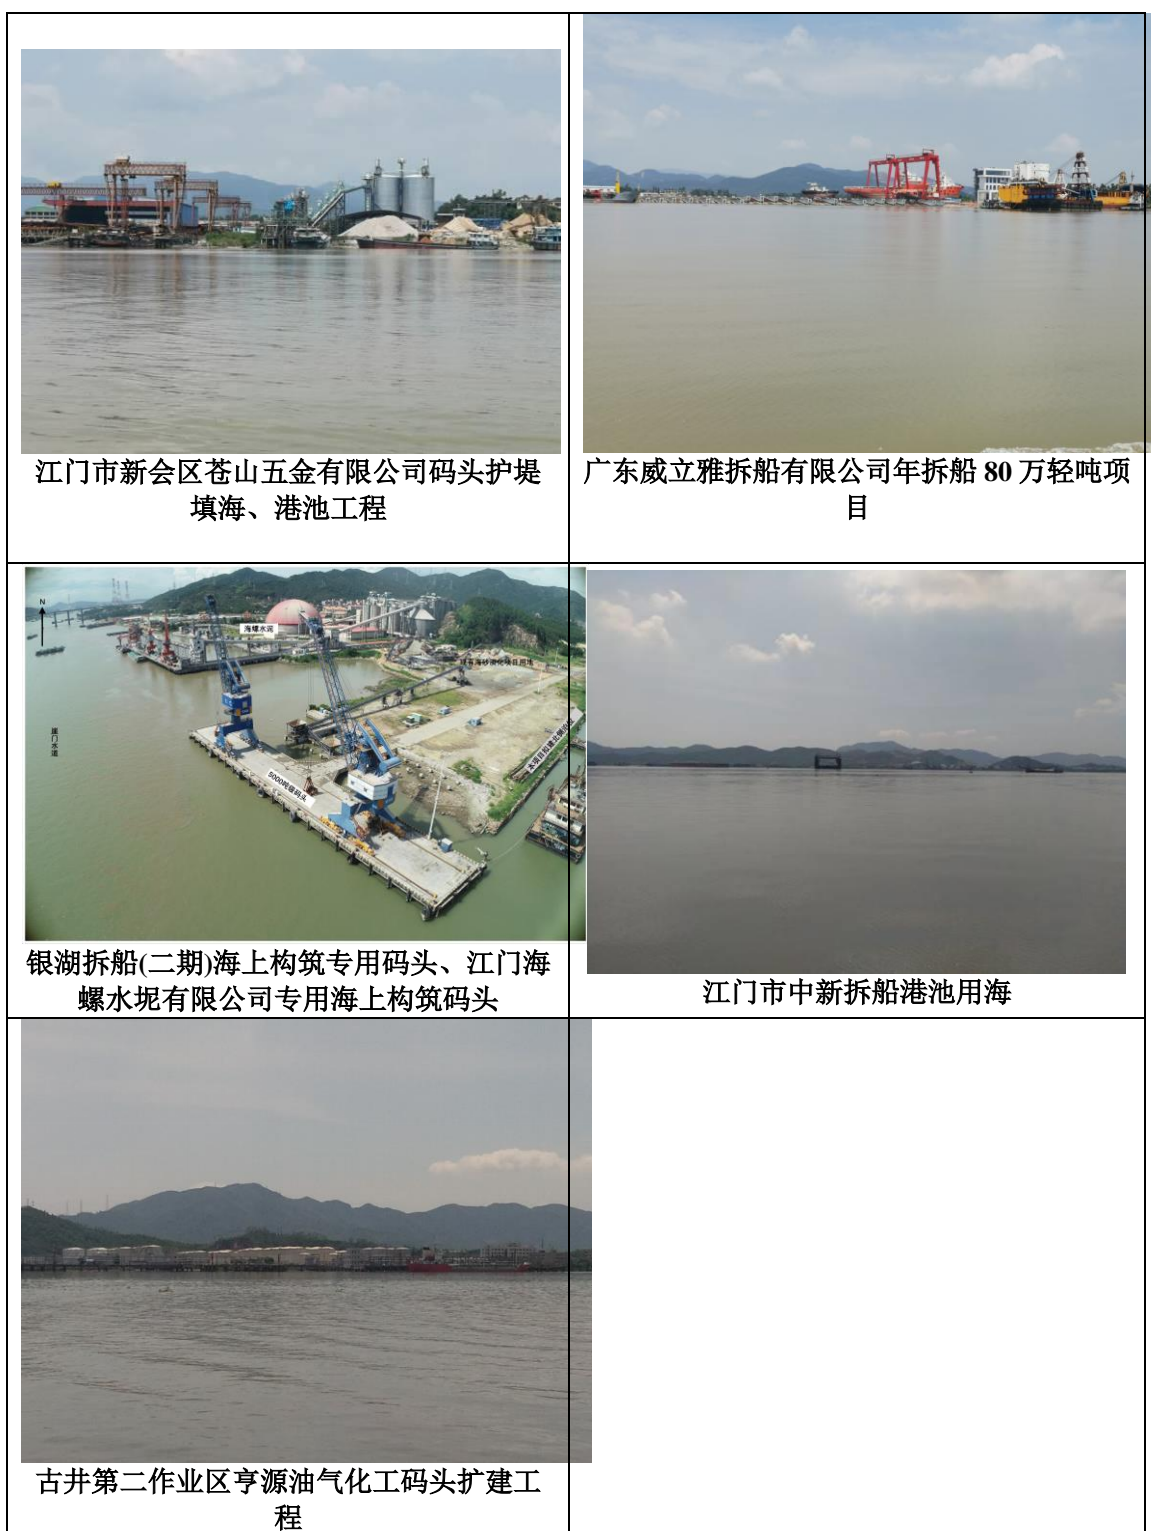 江门市新会区苍山五金有限公司码头护堤
填海、港池工程
广东威立雅拆船有限公司年拆船 80 万轻吨项
目
N
海螺水泥
崖门水道
5000吨级码头
银湖拆船(二期)海上构筑专用码头、江门海
螺水坭有限公司专用海上构筑码头
江门市中新拆船港池用海
古井第二作业区亨源油气化工码头扩建工
程